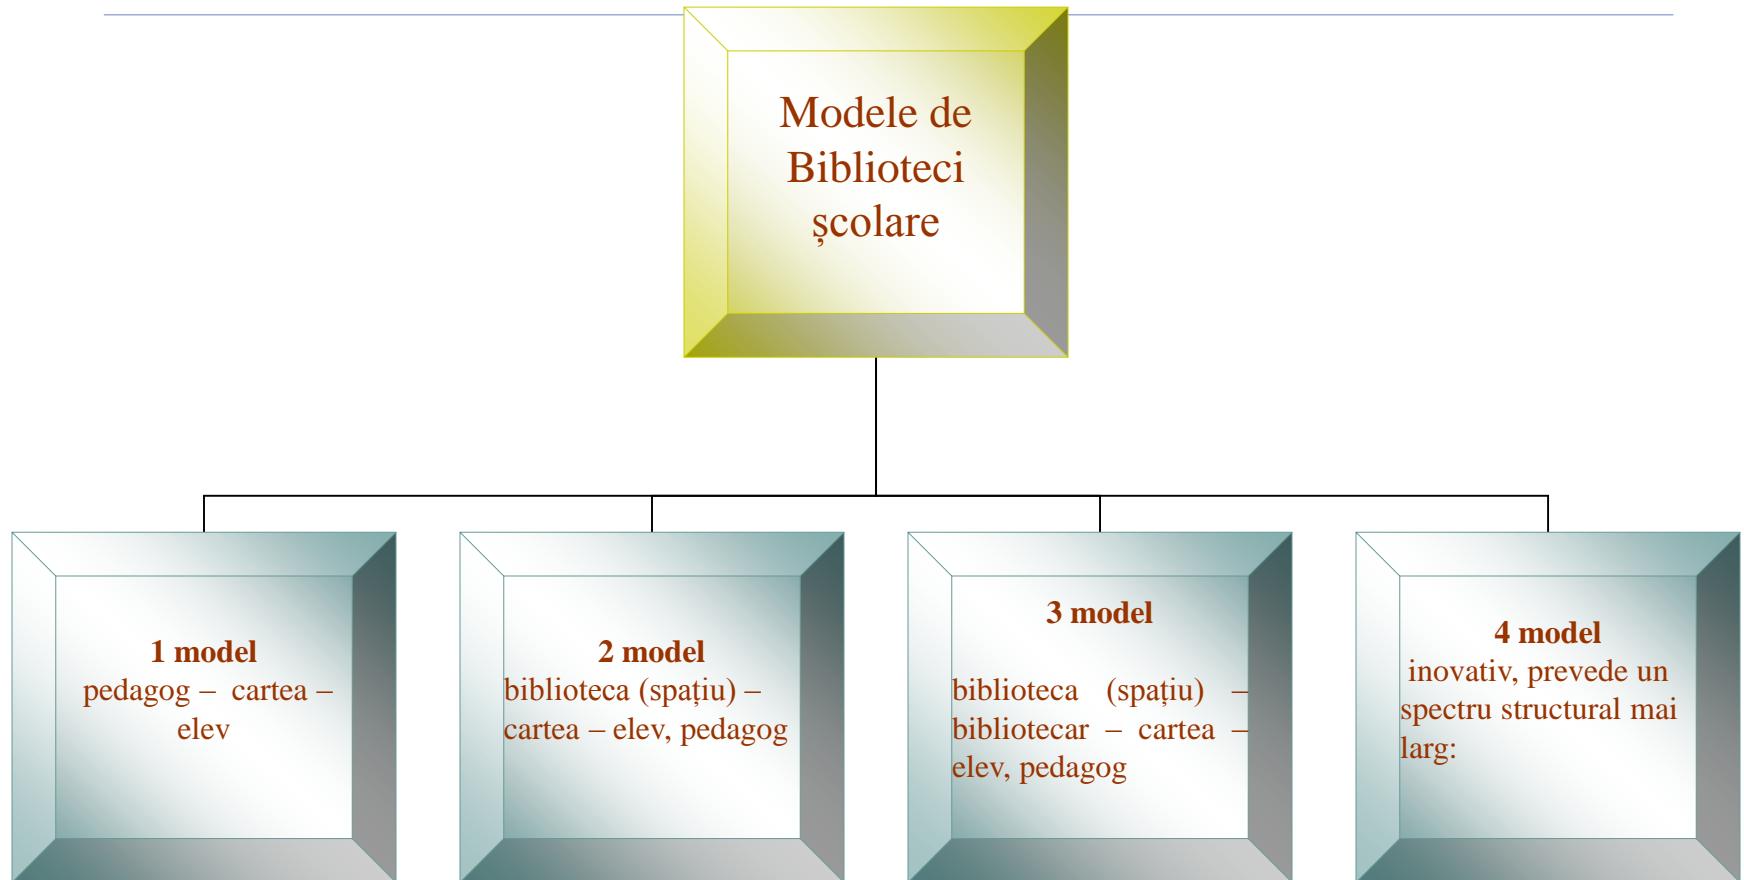 Modele de
Biblioteci
școlare
1 model
pedagog – cartea –
elev
2 model
biblioteca (spațiu) –
cartea – elev, pedagog
3 model
biblioteca (spațiu) –
bibliotecar – cartea –
elev, pedagog
4 model
inovativ, prevede un
spectru structural mai
larg: